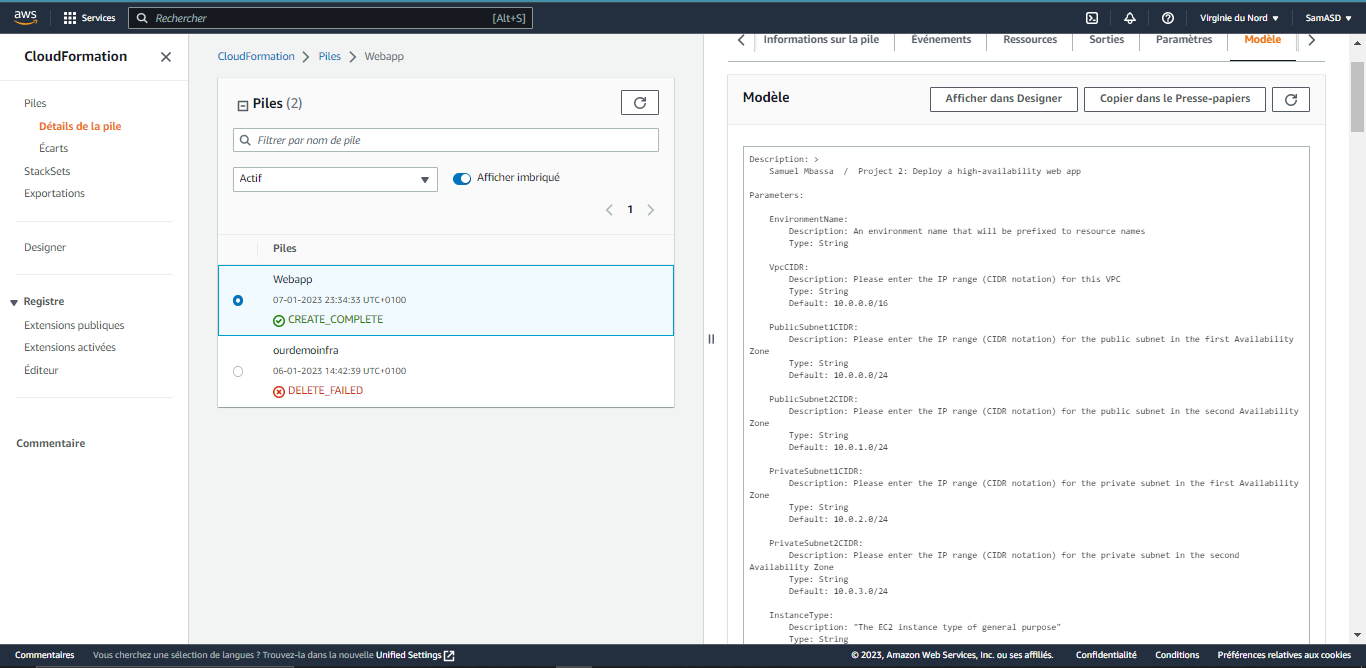 aws
Services
Rechercher
[Alt+S]
Virginie du Nord
SamASD
CloudFormation
Piles
Détails de la pile
Écarts
StackSets
Exportations
Designer
Registre
Extensions publiques
Extensions activées
Éditeur
Commentaire
CloudFormation
Piles
Webapp
Piles (2)
Filtrer par nom de pile
Actif
Afficher imbriqué
1
Piles
Webapp
07-01-2023 23:34:33 UTC+0100
CREATE_COMPLETE
ourdemoinfra
06-01-2023 14:42:39 UTC+0100
DELETE_FAILED
Informations sur la pile
Événements
Ressources
Sorties
Paramètres
Modèle
Modèle
Afficher dans Designer
Copier dans le Presse-papiers
Description: >
Samuel Mbassa / Project 2: Deploy a high-availability web app
Parameters:
EnvironmentName:
Description: An environment name that will be prefixed to resource names
Type: String
VpcCIDR:
Description: Please enter the IP range (CIDR notation) for this VPC
Type: String
Default: 10.0.0.0/16
PublicSubnet1CIDR:
Description: Please enter the IP range (CIDR notation) for the public subnet in the first Availability
Zone
Type: String
Default: 10.0.0.0/24
PublicSubnet2CIDR:
Description: Please enter the IP range (CIDR notation) for the public subnet in the second Availability
Zone
Type: String
Default: 10.0.1.0/24
PrivateSubnet1CIDR:
Description: Please enter the IP range (CIDR notation) for the private subnet in the first Availability
Zone
Type: String
Default: 10.0.2.0/24
PrivateSubnet2CIDR:
Description: Please enter the IP range (CIDR notation) for the private subnet in the second
Availability Zone
Type: String
Default: 10.0.3.0/24
InstanceType:
Description: "The EC2 instance type of general purpose"
Type: String
Commentaires
Vous cherchez une sélection de langues ? Trouvez-la dans la nouvelle Unified Settings
© 2023, Amazon Web Services, Inc. ou ses affiliés.
Confidentialité
Conditions
Préférences relatives aux cookies